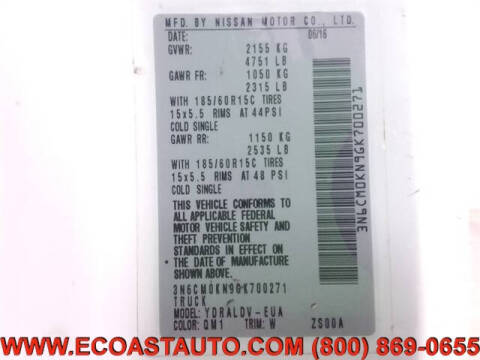 MFD. BY NISSAN MOTOR CO., LTD.
DATE: 06/16
GVWR: 2155 KG
4751 LB
GAWR FR: 1050 KG
2315 LB
WITH 185/60R15C TIRES
15x5.5 RIMS AT 44PSI
COLD SINGLE
GAWR RR: 1150 KG
2535 LB
WITH 185/60R15C TIRES
15x5.5 RIMS AT 48 PSI
COLD SINGLE
THIS VEHICLE CONFORMS TO
ALL APPLICABLE FEDERAL
MOTOR VEHICLE SAFETY AND
THEFT PREVENTION
STANDARDS IN EFFECT ON
THE DATE OF MANUFACTURE
SHOWN ABOVE.
3N6CM0KN9GK700271
TRUCK
MODEL: YDRALDV-EUA
COLOR: QM1 TRIM: W ZS00A
3N6CM0KN9GK700271
WWW.ECOASTAUTO.COM (800) 869-0655